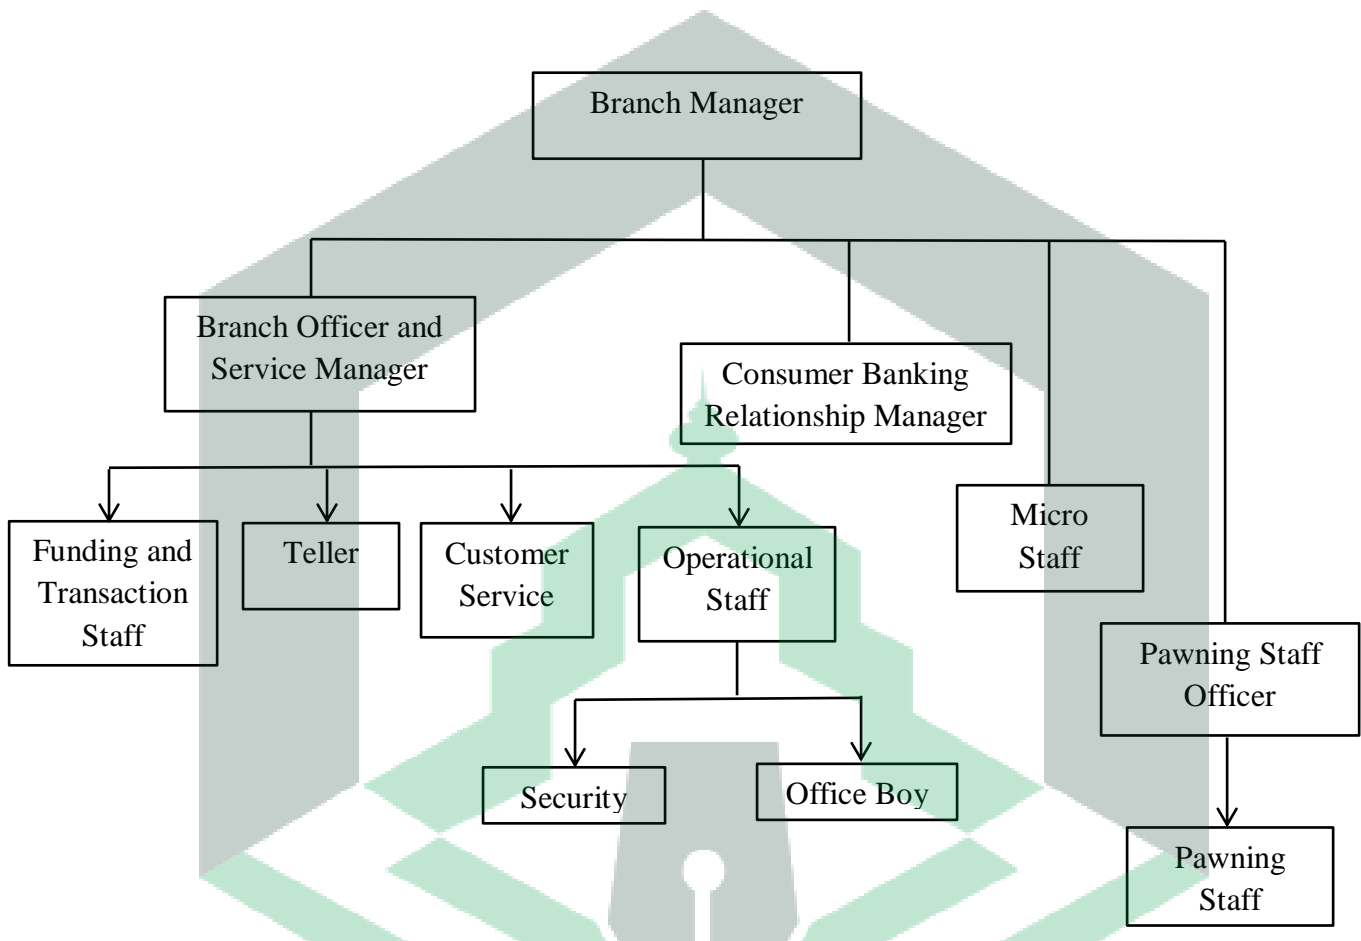 Branch Manager
Branch Officer and
Service Manager
Consumer Banking
Relationship Manager
Micro
Staff
Pawning Staff
Officer
Funding and
Transaction
Staff
Teller
Customer
Service
Operational
Staff
Security
Office Boy
Pawning
Staff